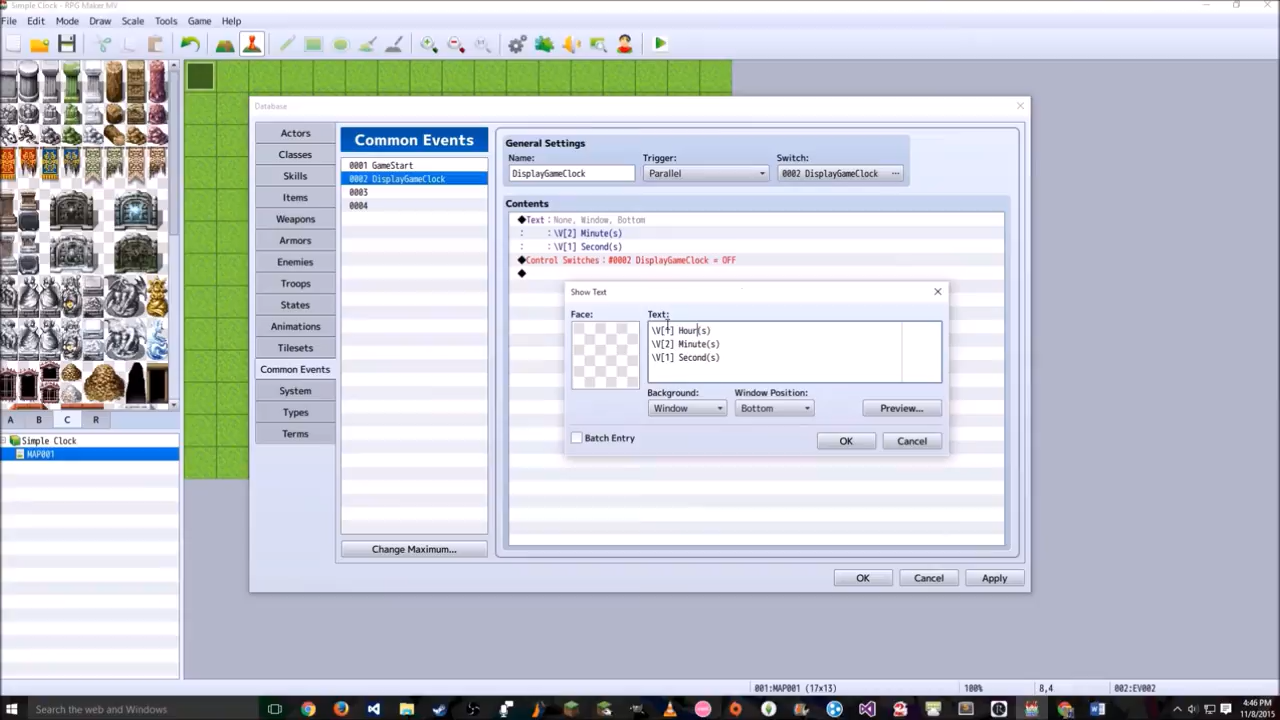 Simple Clock - RPG Maker MV
File Edit Mode Draw Scale Tools Game Help
Database
Actors
Classes
Skills
Items
Weapons
Armors
Enemies
Troops
States
Animations
Tilesets
Common Events
System
Types
Terms
Common Events
0001 GameStart
0002 DisplayGameClock
0003
0004
Change Maximum...
General Settings
Name: Trigger: Switch:
DisplayGameClock Parallel 0002 DisplayGameClock ...
Contents
◆Text：None, Window, Bottom
:　　：\V[2] Minute(s)
:　　：\V[1] Second(s)
◆Control Switches：#0002 DisplayGameClock = OFF
◆
Show Text
Face: Text:
Hour(s)
\V[2] Minute(s)
\V[1] Second(s)
Background: Window Position:
Window Bottom Preview...
Batch Entry OK Cancel
OK Cancel Apply
A B C R
Simple Clock
MAP001
001:MAP001 (17x13) 100% 8,4 002:EV002
Search the web and Windows
4:46 PM
11/8/2015